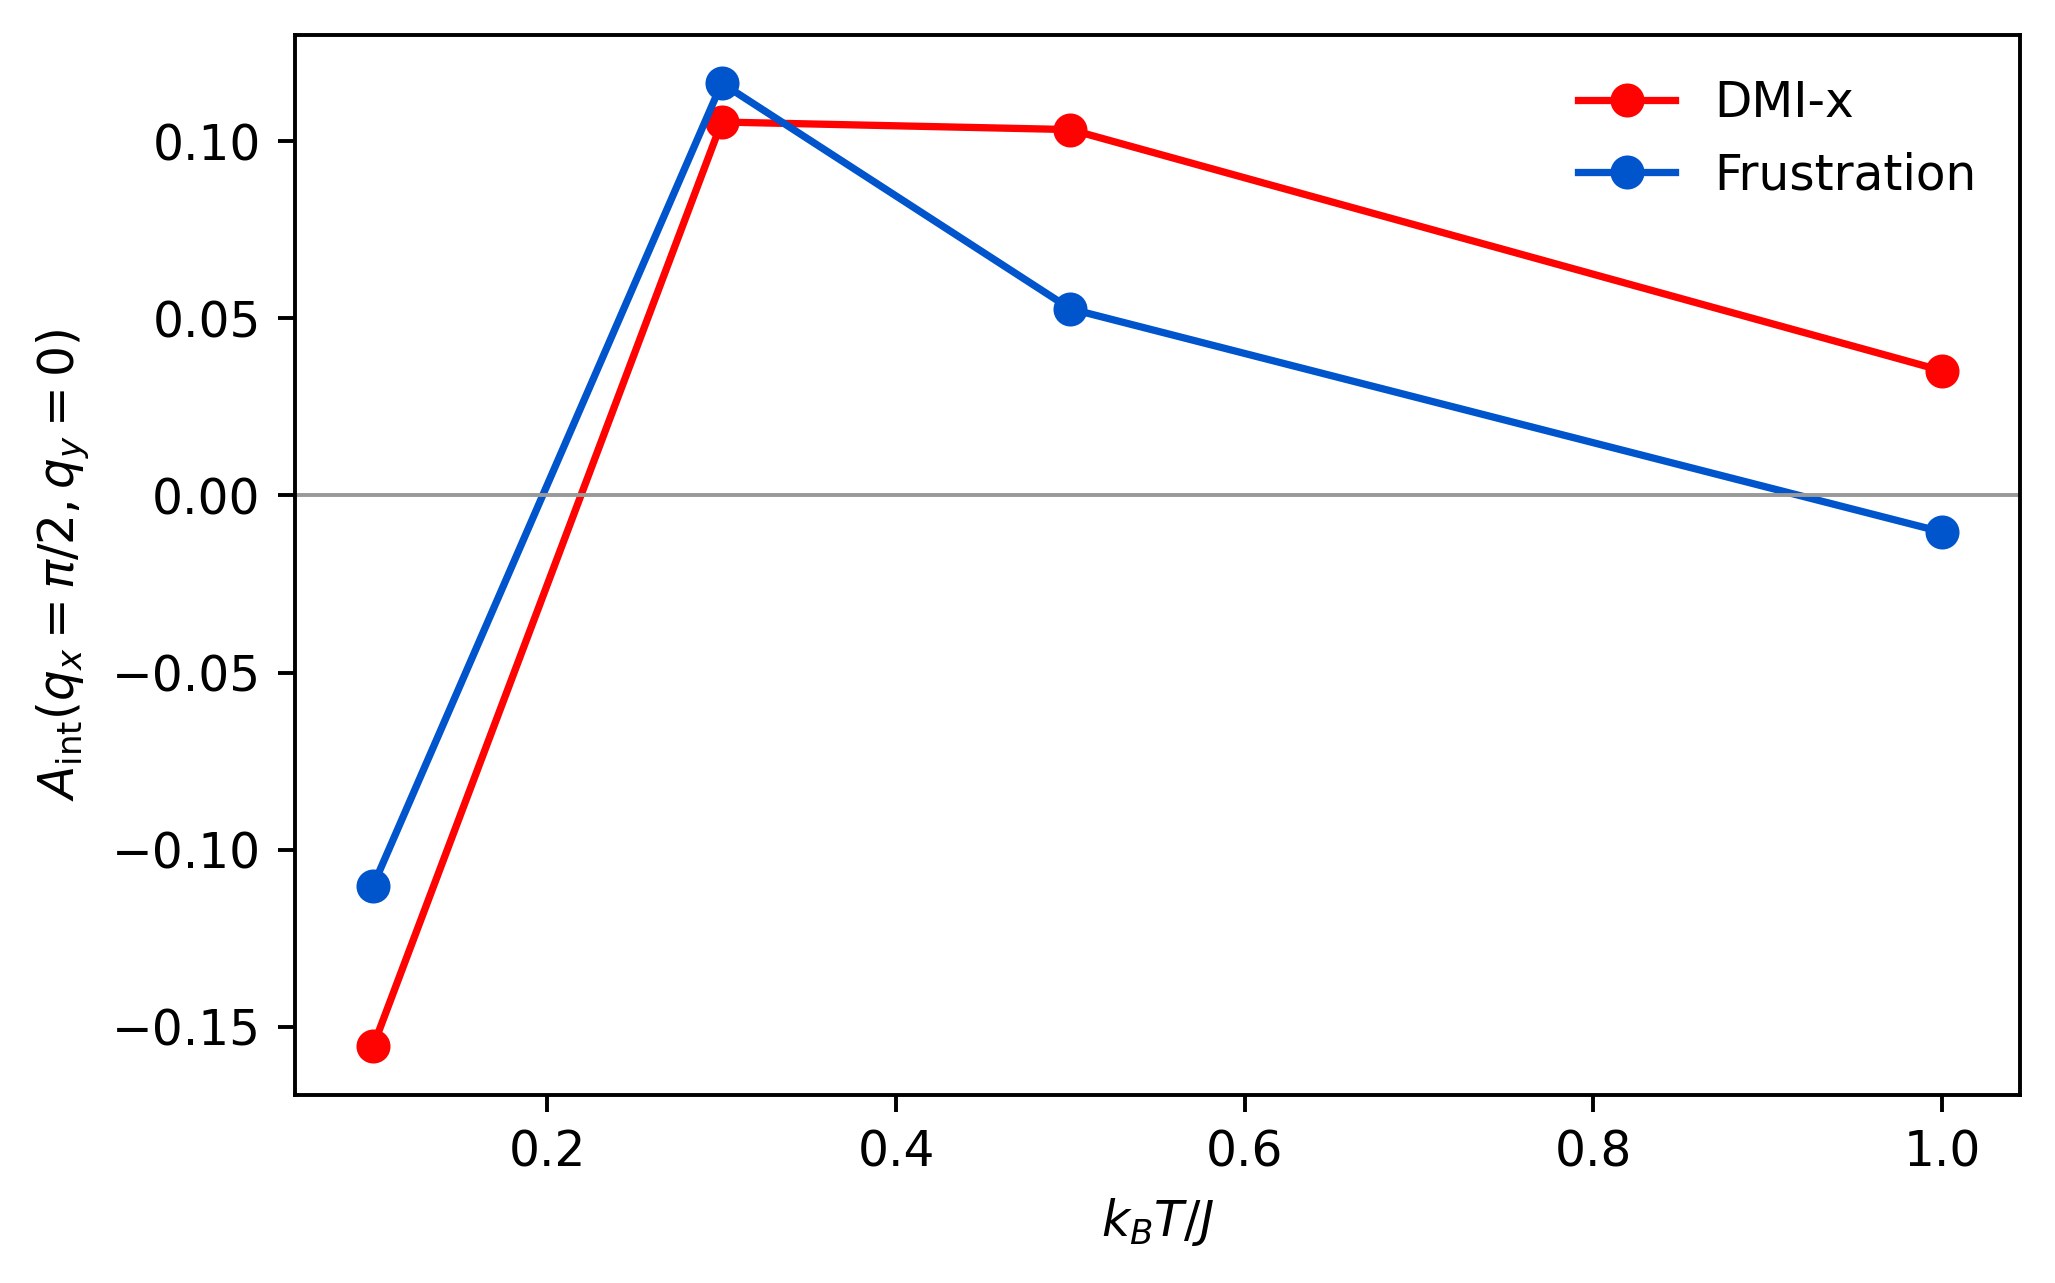 DMI-x
Frustration
0.10
0.05
0.00
−0.05
−0.10
−0.15
A_int(q_x = π/2, q_y = 0)
0.2 0.4 0.6 0.8 1.0
k_BT/J